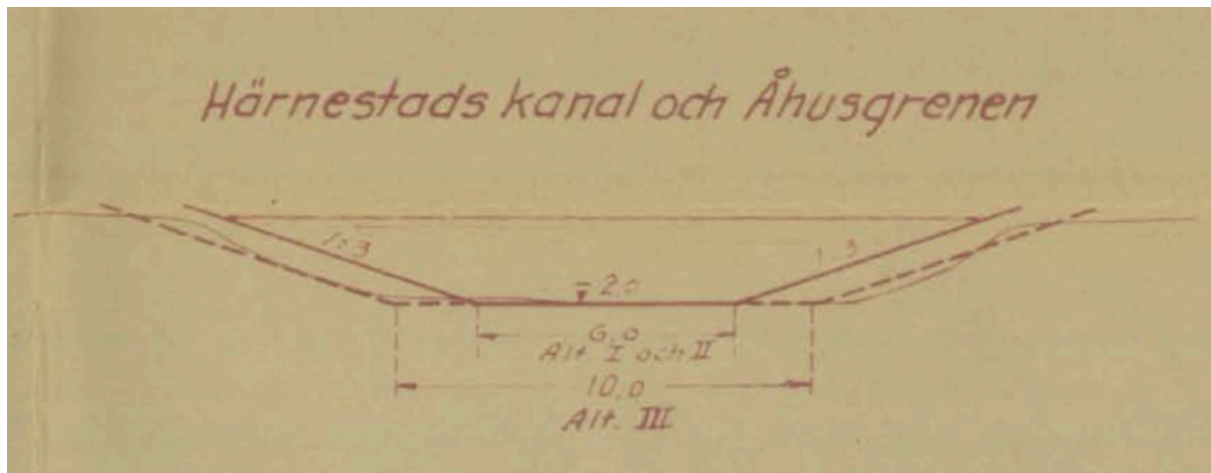 Härnestads kanal och Åhusgrenen
1:3
1:3
-2,0
6,0
Alt. I och II
10,0
Alt. III